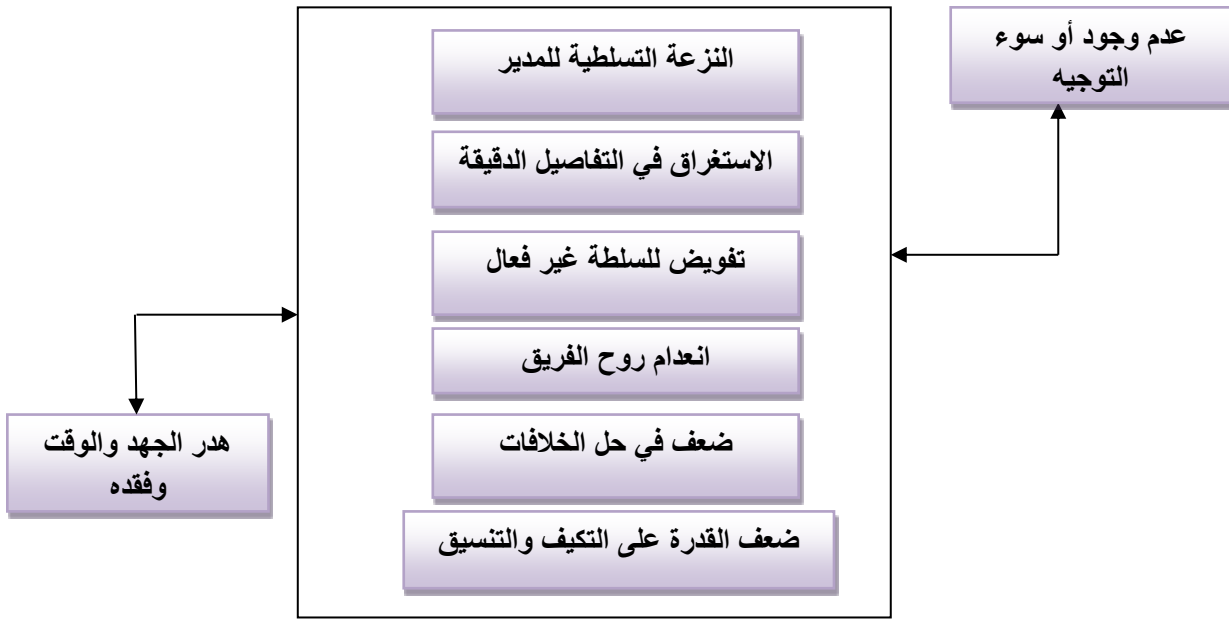 عدم وجود أو سوء
التوجيه
النزعة التسلطية للمدير
الاستغراق في التفاصيل الدقيقة
تفويض للسلطة غير فعال
انعدام روح الفريق
ضعف في حل الخلافات
ضعف القدرة على التكيف والتنسيق
هدر الجهد والوقت
وفقده